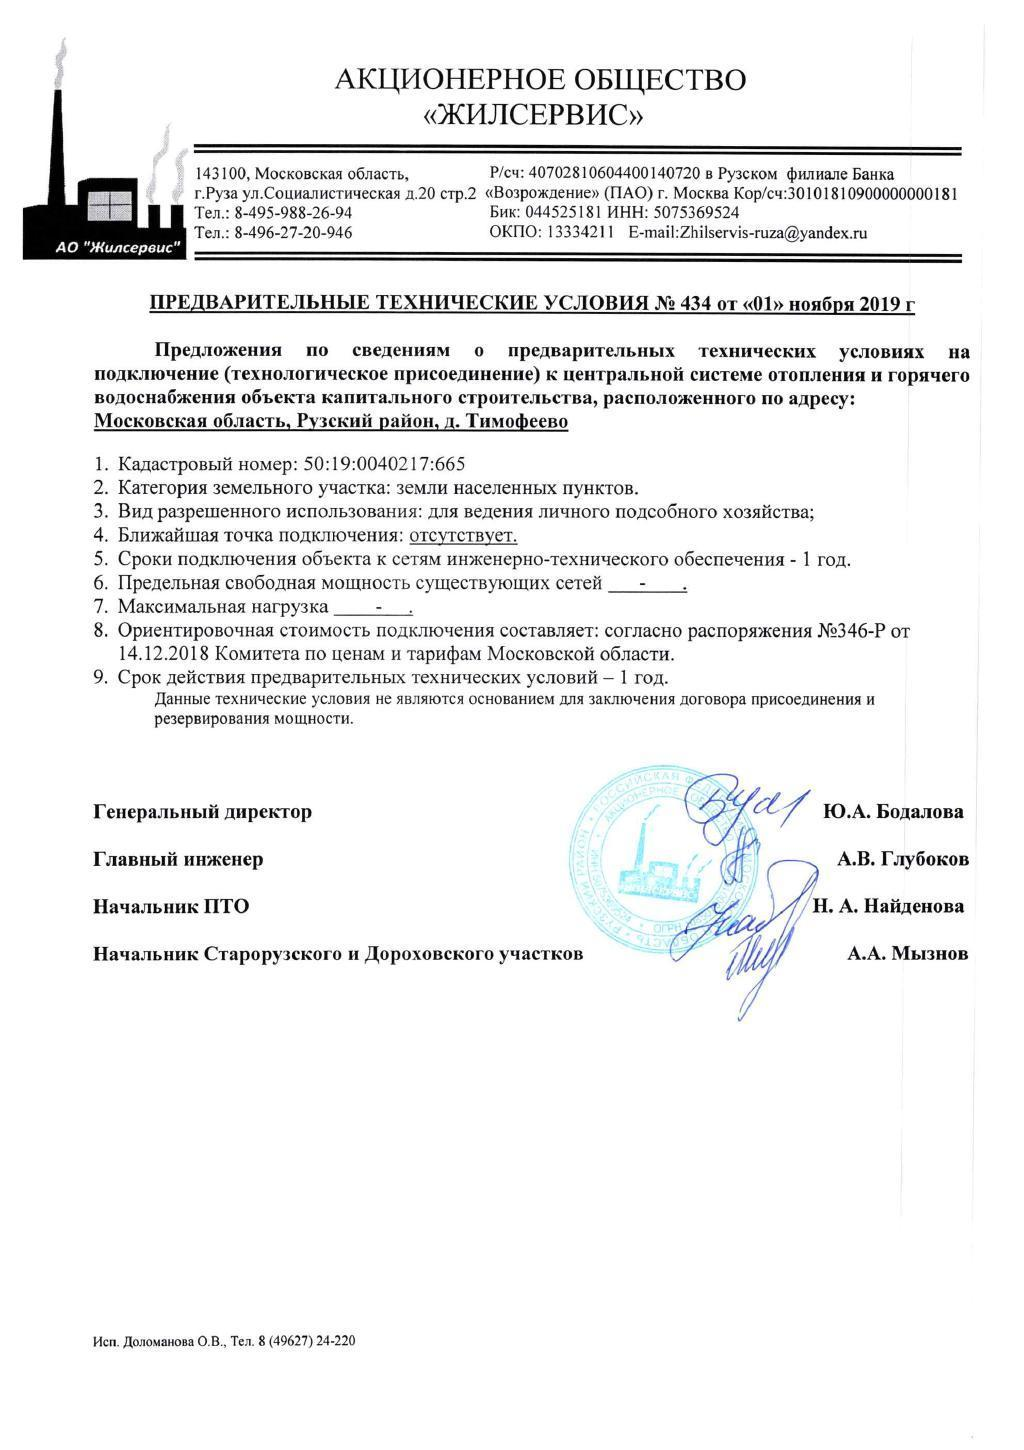 АКЦИОНЕРНОЕ ОБЩЕСТВО
«ЖИЛСЕРВИС»
АО "Жилсервис"
143100, Московская область,
г.Руза ул.Социалистическая д.20 стр.2
Тел.: 8-495-988-26-94
Тел.: 8-496-27-20-946
Р/сч: 40702810604400140720 в Рузском филиале Банка
«Возрождение» (ПАО) г. Москва Кор/сч:30101810900000000181
Бик: 044525181 ИНН: 5075369524
ОКПО: 13334211 E-mail:Zhilservis-ruza@yandex.ru
ПРЕДВАРИТЕЛЬНЫЕ ТЕХНИЧЕСКИЕ УСЛОВИЯ № 434 от «01» ноября 2019 г
Предложения по сведениям о предварительных технических условиях на
подключение (технологическое присоединение) к центральной системе отопления и горячего
водоснабжения объекта капитального строительства, расположенного по адресу:
Московская область, Рузский район, д. Тимофеево
1. Кадастровый номер: 50:19:0040217:665
2. Категория земельного участка: земли населенных пунктов.
3. Вид разрешенного использования: для ведения личного подсобного хозяйства;
4. Ближайшая точка подключения: отсутствует.
5. Сроки подключения объекта к сетям инженерно-технического обеспечения - 1 год.
6. Предельная свободная мощность существующих сетей ___-___.
7. Максимальная нагрузка ____-___.
8. Ориентировочная стоимость подключения составляет: согласно распоряжения №346-Р от
14.12.2018 Комитета по ценам и тарифам Московской области.
9. Срок действия предварительных технических условий – 1 год.
Данные технические условия не являются основанием для заключения договора присоединения и
резервирования мощности.
Генеральный директор Ю.А. Бодалова
Главный инженер А.В. Глубоков
Начальник ПТО Н. А. Найденова
Начальник Старорузского и Дороховского участков А.А. Мызнов
Исп. Доломанова О.В., Тел. 8 (49627) 24-220